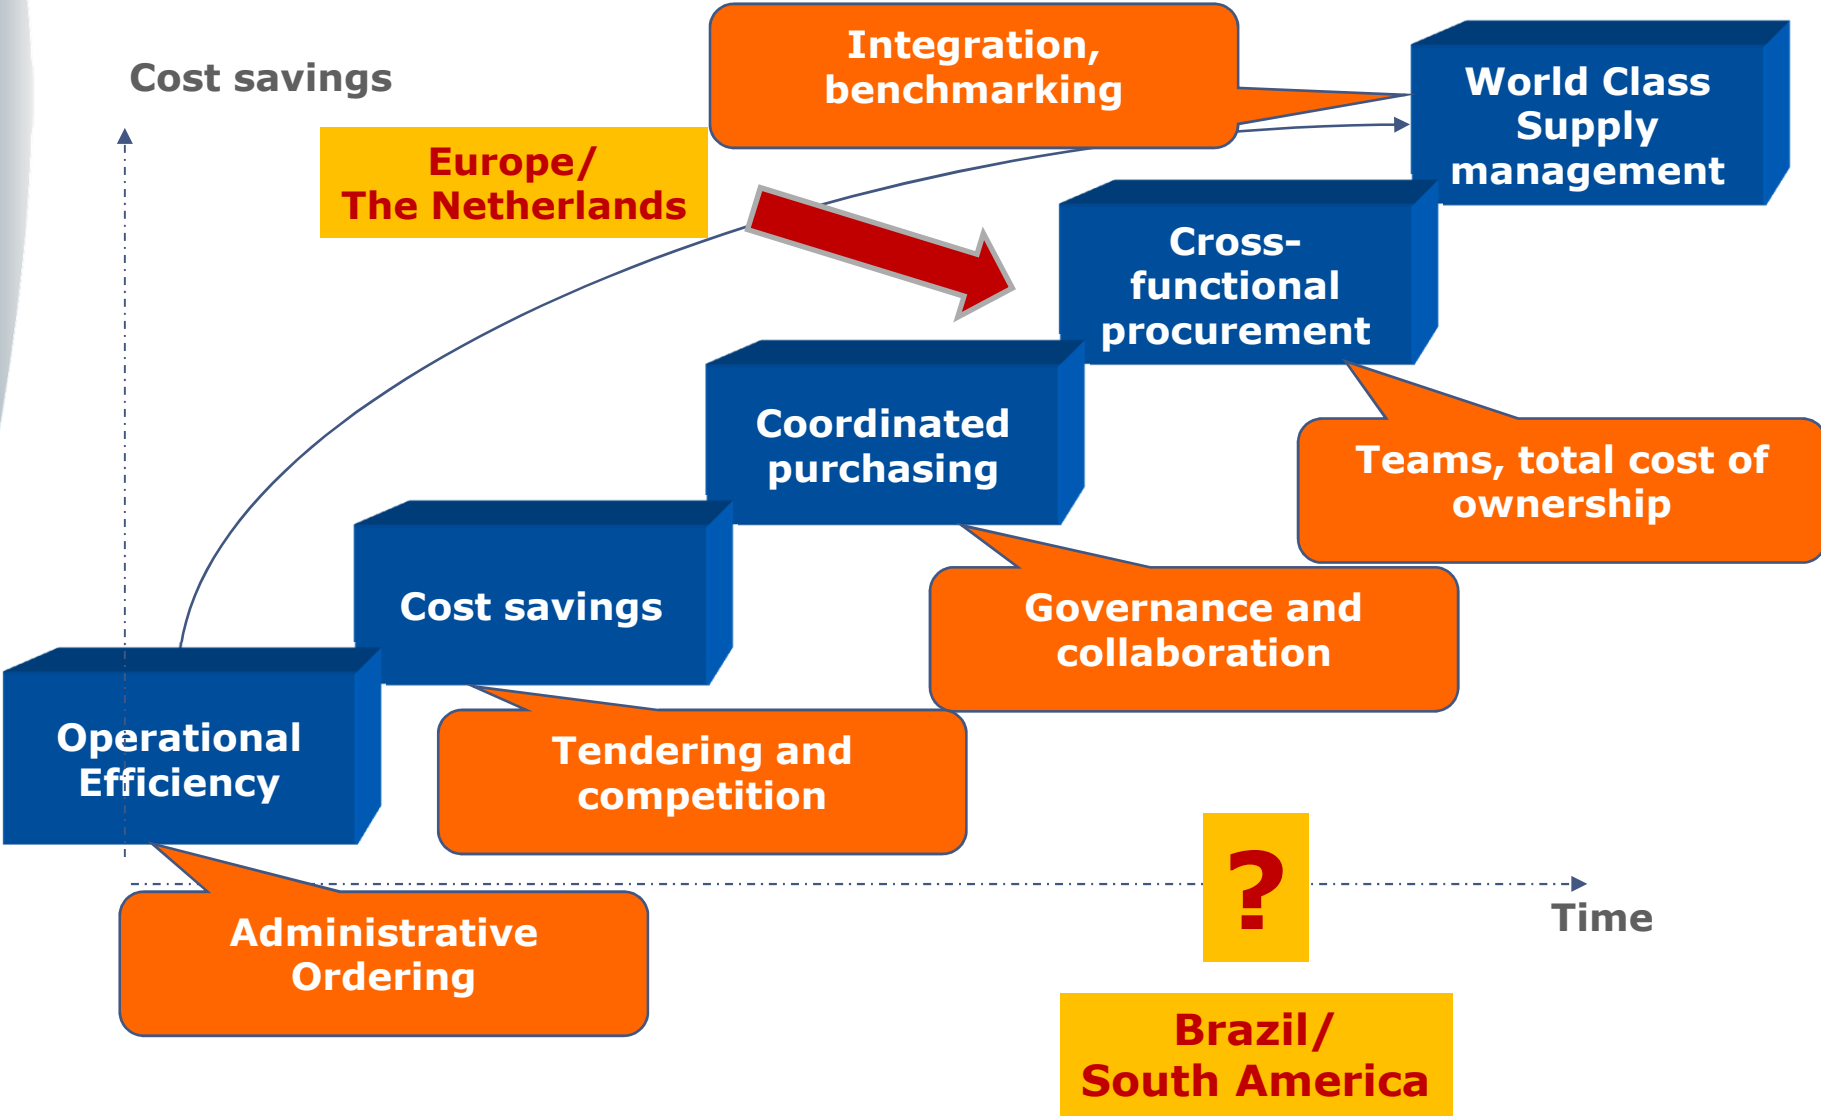 Cost savings
Integration,
benchmarking
World Class
Supply
management
Europe/
The Netherlands
Cross-
functional
procurement
Coordinated
purchasing
Teams, total cost of
ownership
Cost savings
Governance and
collaboration
Operational
Efficiency
Tendering and
competition
?
Time
Administrative
Ordering
Brazil/
South America